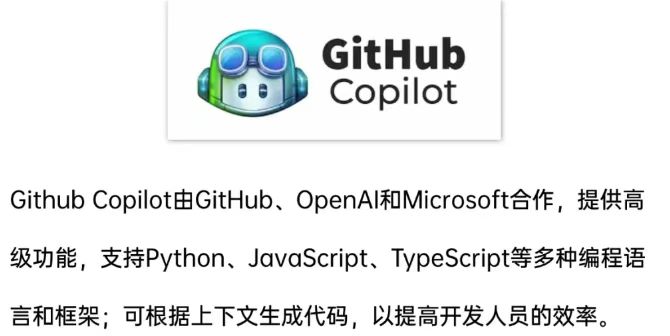 GitHub
Copilot
Github Copilot由GitHub、OpenAI和Microsoft合作，提供高
级功能，支持Python、JavaScript、TypeScript等多种编程语
言和框架；可根据上下文生成代码，以提高开发人员的效率。